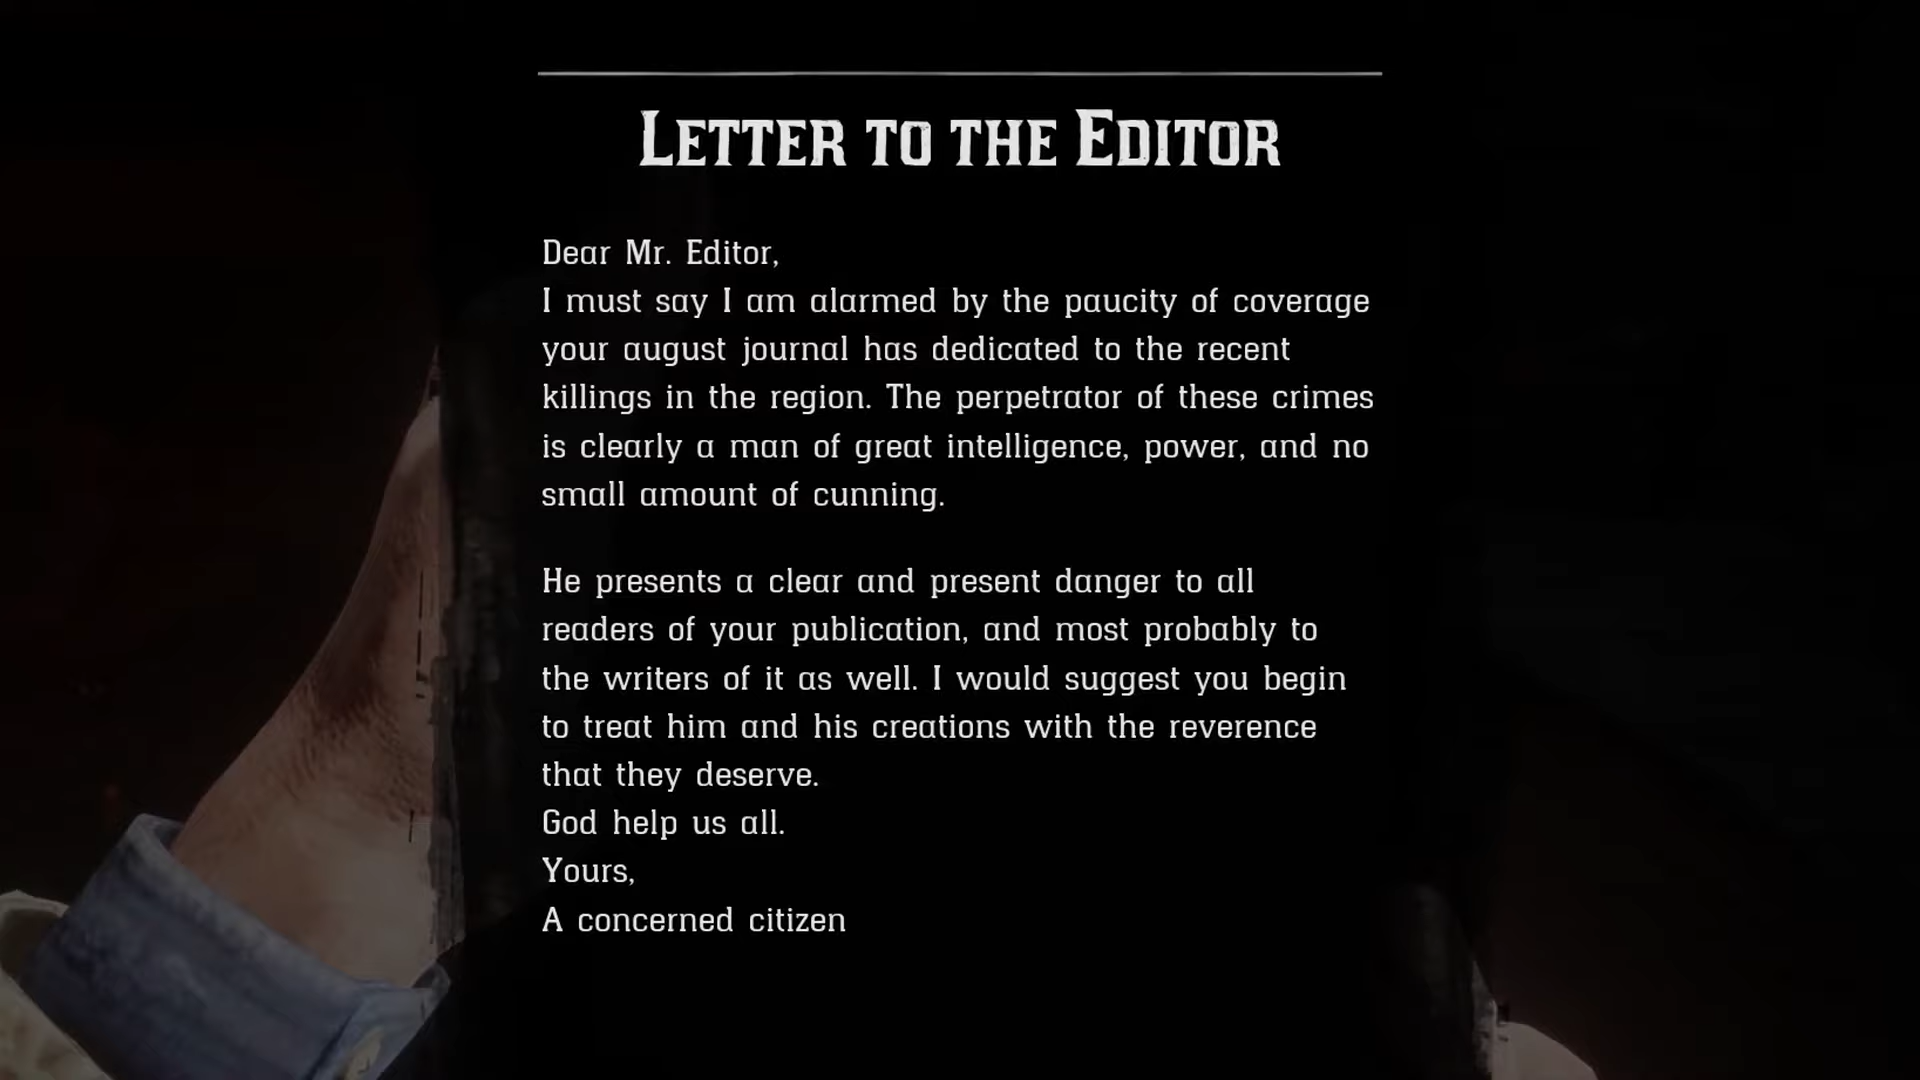 LETTER TO THE EDITOR
Dear Mr. Editor,
I must say I am alarmed by the paucity of coverage
your august journal has dedicated to the recent
killings in the region. The perpetrator of these crimes
is clearly a man of great intelligence, power, and no
small amount of cunning.
He presents a clear and present danger to all
readers of your publication, and most probably to
the writers of it as well. I would suggest you begin
to treat him and his creations with the reverence
that they deserve.
God help us all.
Yours,
A concerned citizen